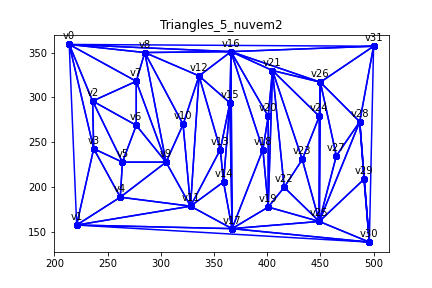 Triangles_5_nuvem2
v0
v31
v8
v16
v21
v12
v26
v7
v2
v15
v20
v24
v28
v6
v10
v3
v13
v18
v27
v5
v9
v23
v14
v29
v4
v22
v11
v19
v1
v17
v25
v30
350
300
250
200
150
200
250
300
350
400
450
500